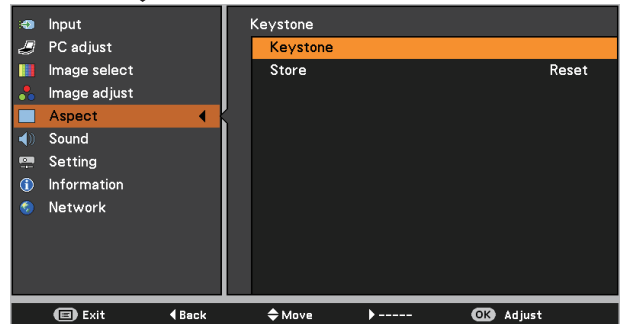 Input
PC adjust
Image select
Image adjust
Aspect
Sound
Setting
Information
Network
Keystone
Keystone
Store Reset
Exit Back Move ----- OK Adjust